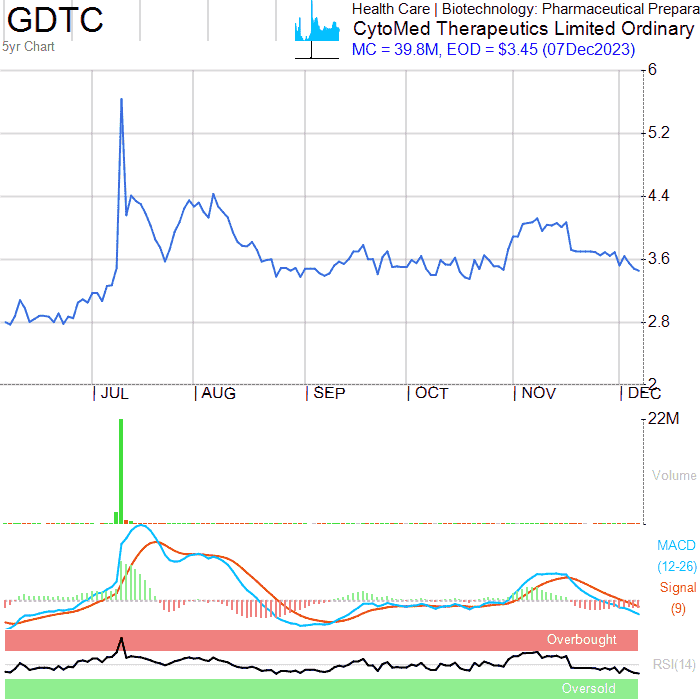 GDTC
5yr Chart
Health Care | Biotechnology: Pharmaceutical Prepara
CytoMed Therapeutics Limited Ordinary
MC = 39.8M, EOD = $3.45 (07Dec2023)
6
5.2
4.4
3.6
2.8
2
JUL AUG SEP OCT NOV DEC
22M
Volume
MACD
(12-26)
Signal
(9)
Overbought
RSI(14)
Oversold